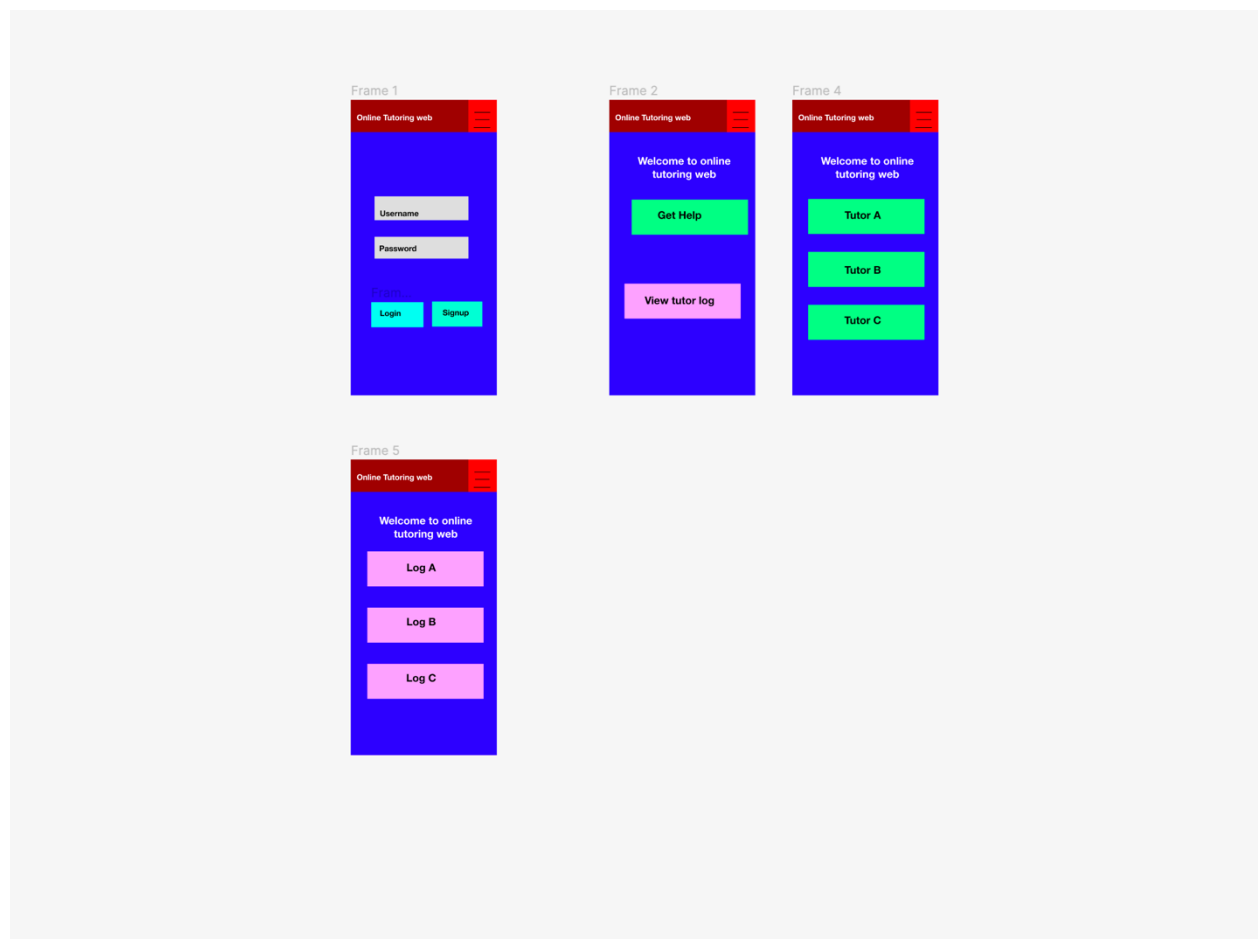 Frame 1
Online Tutoring web
Username
Password
Login
Signup
Frame 2
Online Tutoring web
Welcome to online
tutoring web
Get Help
View tutor log
Frame 4
Online Tutoring web
Welcome to online
tutoring web
Tutor A
Tutor B
Tutor C
Frame 5
Online Tutoring web
Welcome to online
tutoring web
Log A
Log B
Log C